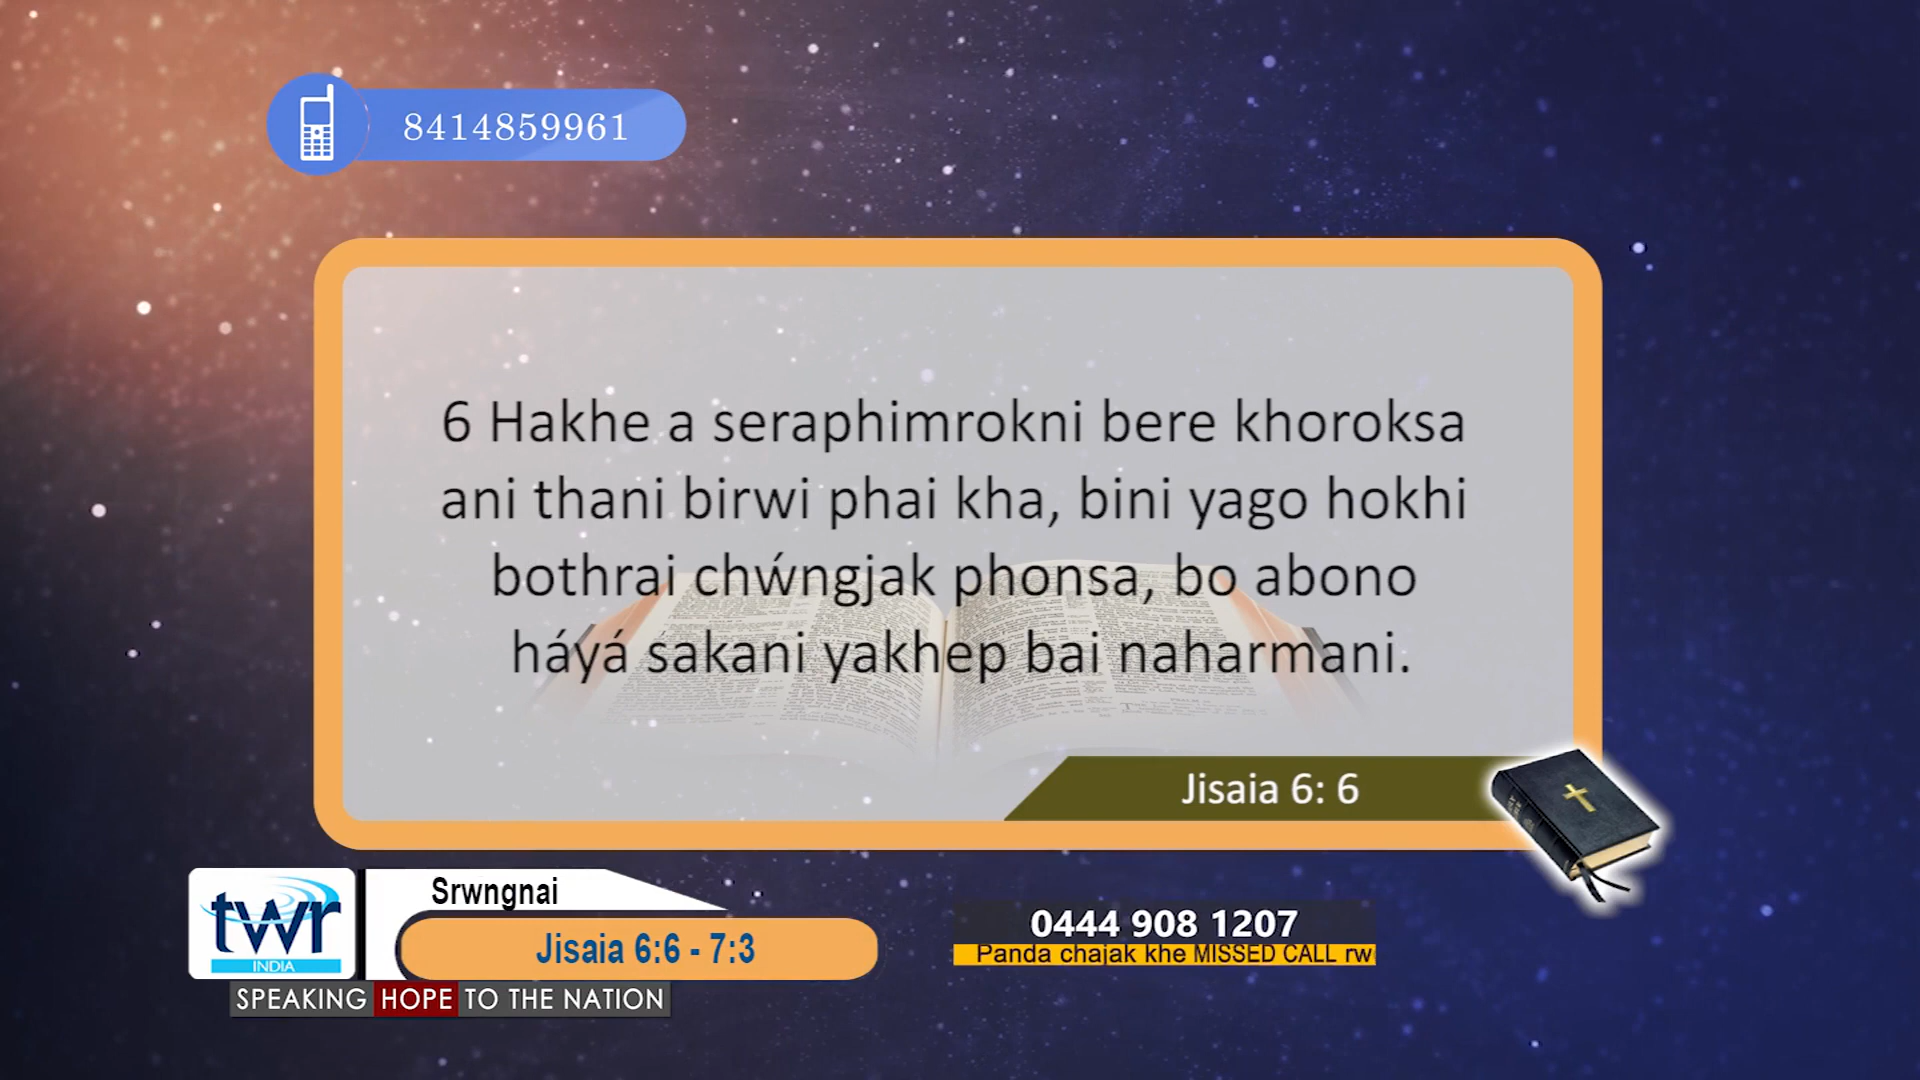 8414859961
6 Hakhe a seraphimrokni bere khoroksa
ani thani birwi phai kha, bini yago hokhi
bothrai chẃngjak phonsa, bo abono
háyá sakani yakhep bai naharmani.
Jisaia 6: 6
twr
INDIA
Srwngnai
Jisaia 6:6 - 7:3
SPEAKING HOPE TO THE NATION
0444 908 1207
Panda chajak khe MISSED CALL rw